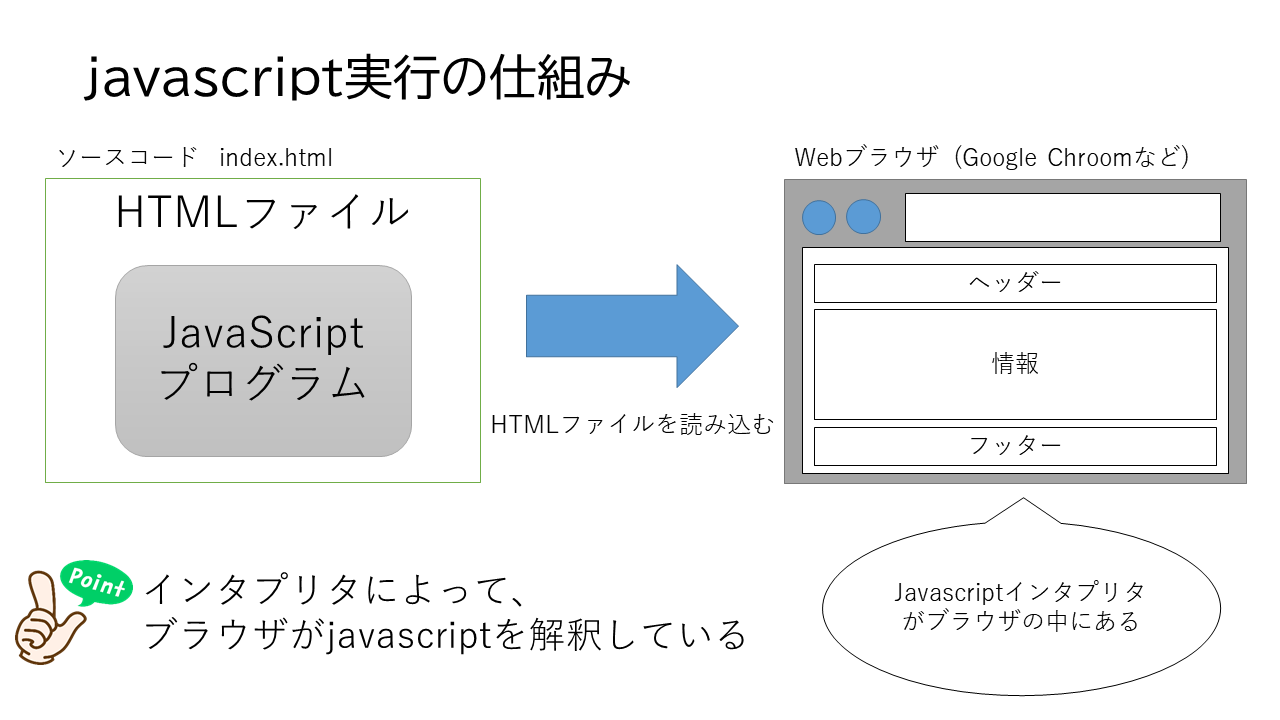 javascript実行の仕組み
ソースコード index.html
HTMLファイル
JavaScript
プログラム
HTMLファイルを読み込む
Webブラウザ（Google Chroomなど）
ヘッダー
情報
フッター
Javascriptインタプリタ
がブラウザの中にある
Point
インタプリタによって、
ブラウザがjavascriptを解釈している